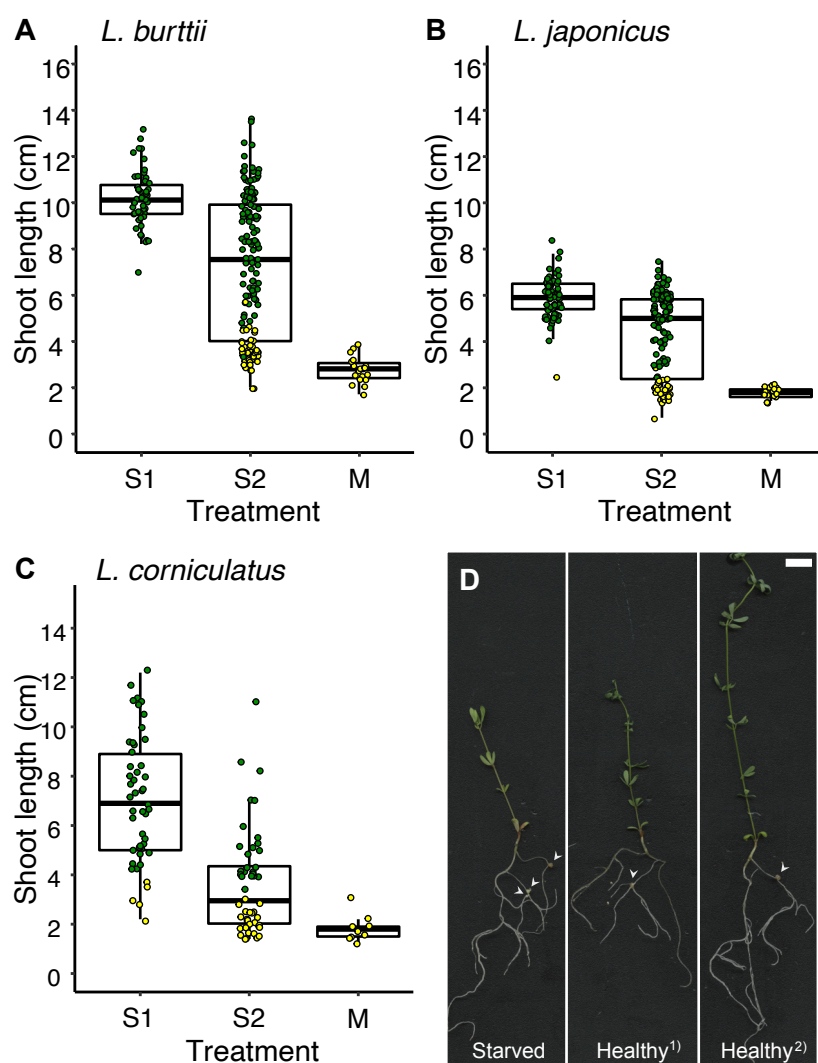 A L. burttii
Shoot length (cm)
16
14
12
10
8
6
4
2
0
S1 S2 M
Treatment
B L. japonicus
Shoot length (cm)
16
14
12
10
8
6
4
2
0
S1 S2 M
Treatment
C L. corniculatus
Shoot length (cm)
14
12
10
8
6
4
2
0
S1 S2 M
Treatment
D
Starved Healthy1) Healthy2)